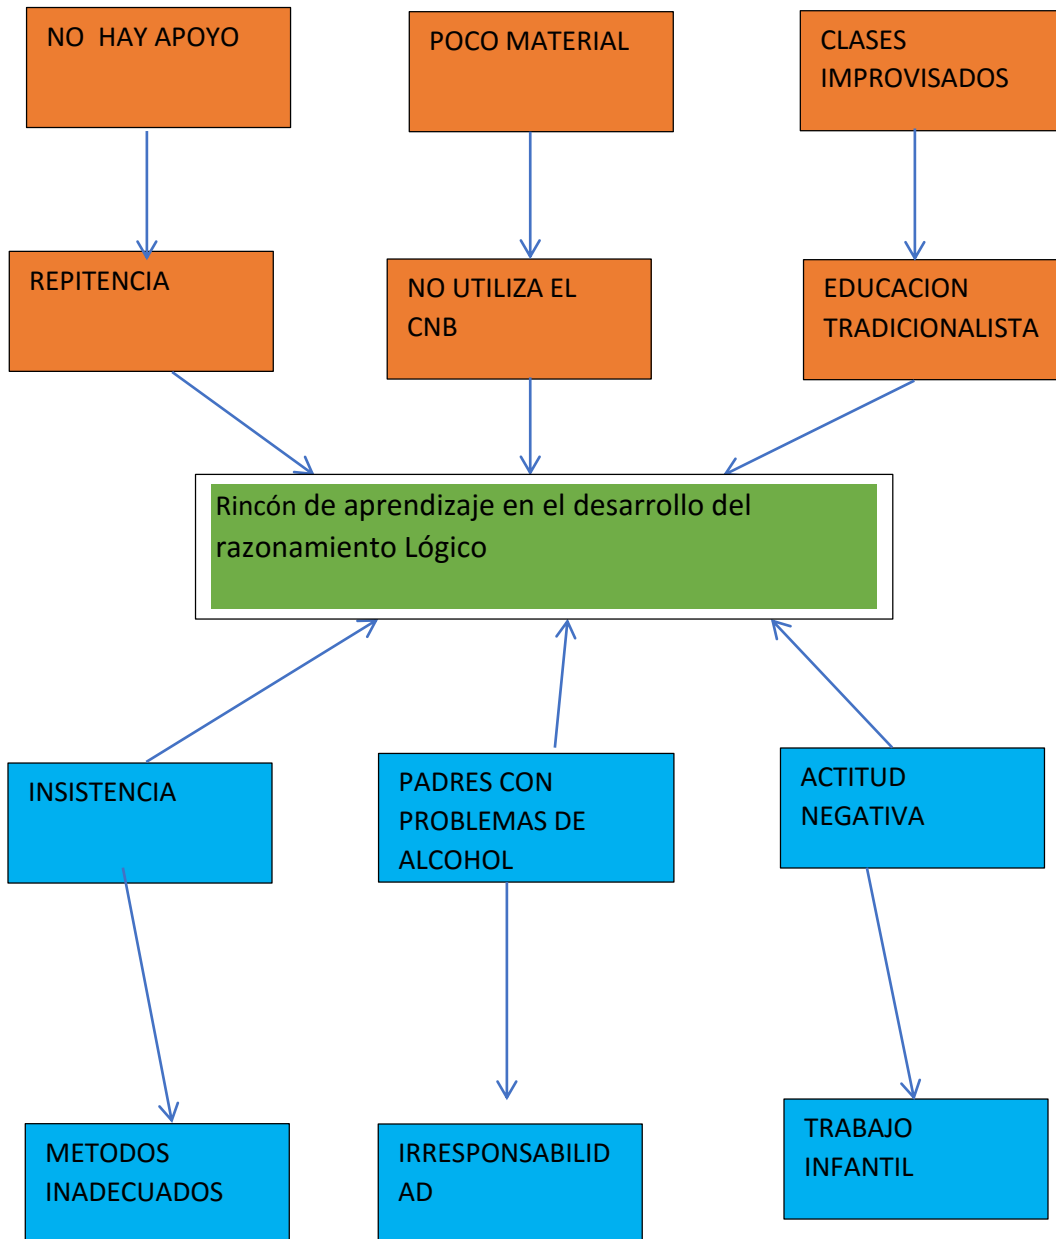 NO HAY APOYO
POCO MATERIAL
CLASES
IMPROVISADOS
REPITENCIA
NO UTILIZA EL
CNB
EDUCACION
TRADICIONALISTA
Rincón de aprendizaje en el desarrollo del
razonamiento Lógico
INSISTENCIA
PADRES CON
PROBLEMAS DE
ALCOHOL
ACTITUD
NEGATIVA
METODOS
INADECUADOS
IRRESPONSABILID
AD
TRABAJO
INFANTIL